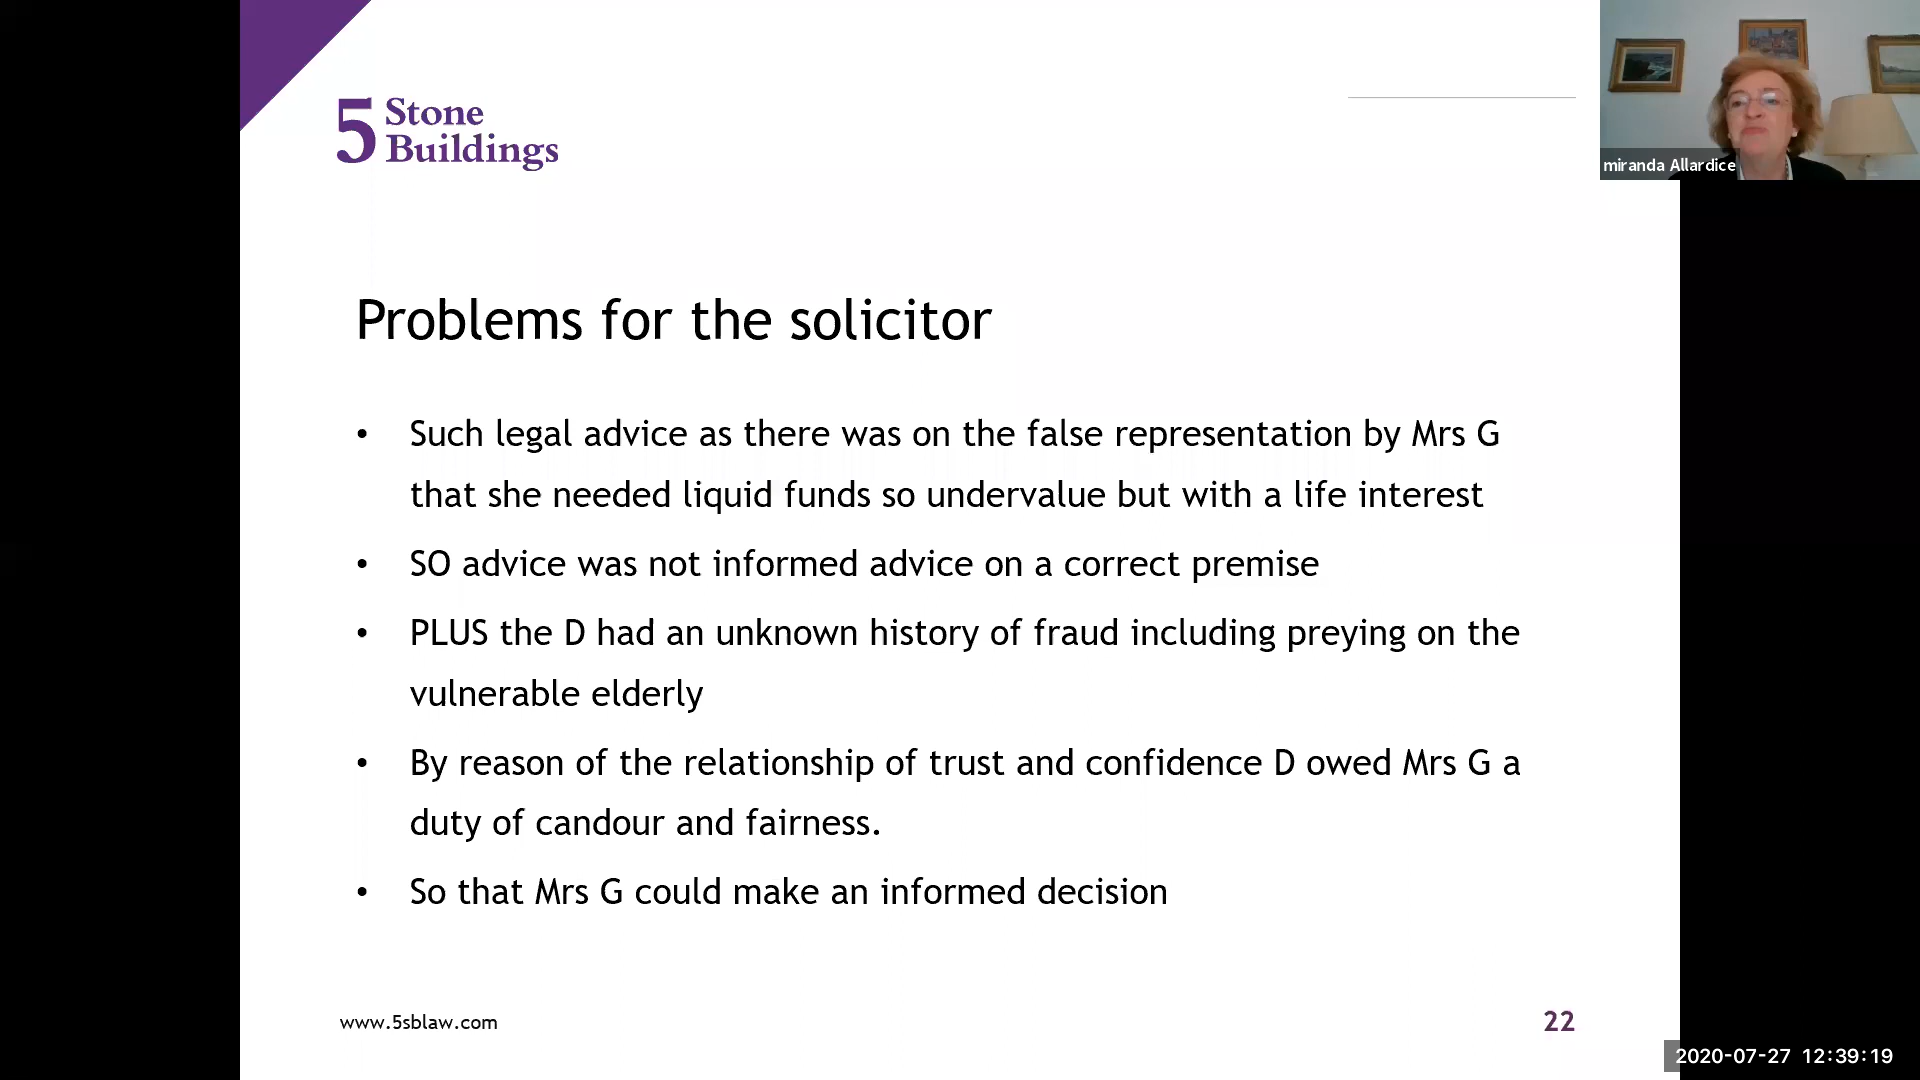 5 Stone
Buildings
miranda Allardice
Problems for the solicitor
• Such legal advice as there was on the false representation by Mrs G
that she needed liquid funds so undervalue but with a life interest
• SO advice was not informed advice on a correct premise
• PLUS the D had an unknown history of fraud including preying on the
vulnerable elderly
• By reason of the relationship of trust and confidence D owed Mrs G a
duty of candour and fairness.
• So that Mrs G could make an informed decision
www.5sblaw.com
22
2020-07-27 12:39:19